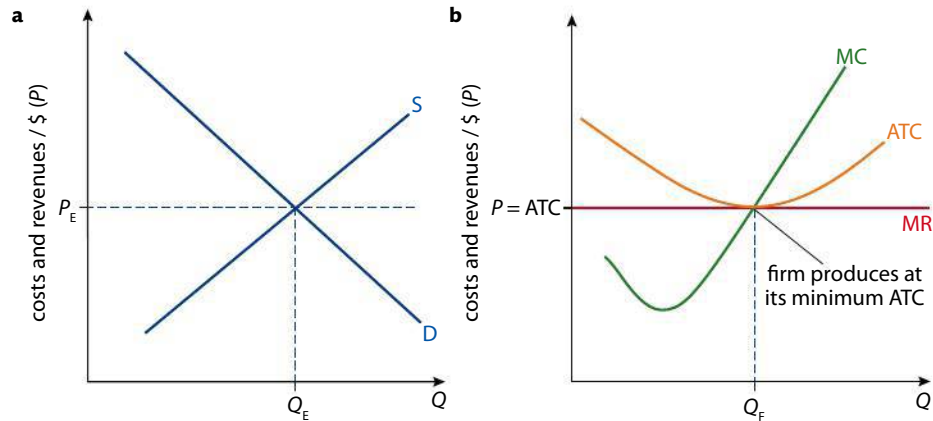 a
costs and revenues / $ (P)
P_E
S
D
Q_E
Q
b
costs and revenues / $ (P)
MC
ATC
P = ATC
MR
firm produces at
its minimum ATC
Q_F
Q